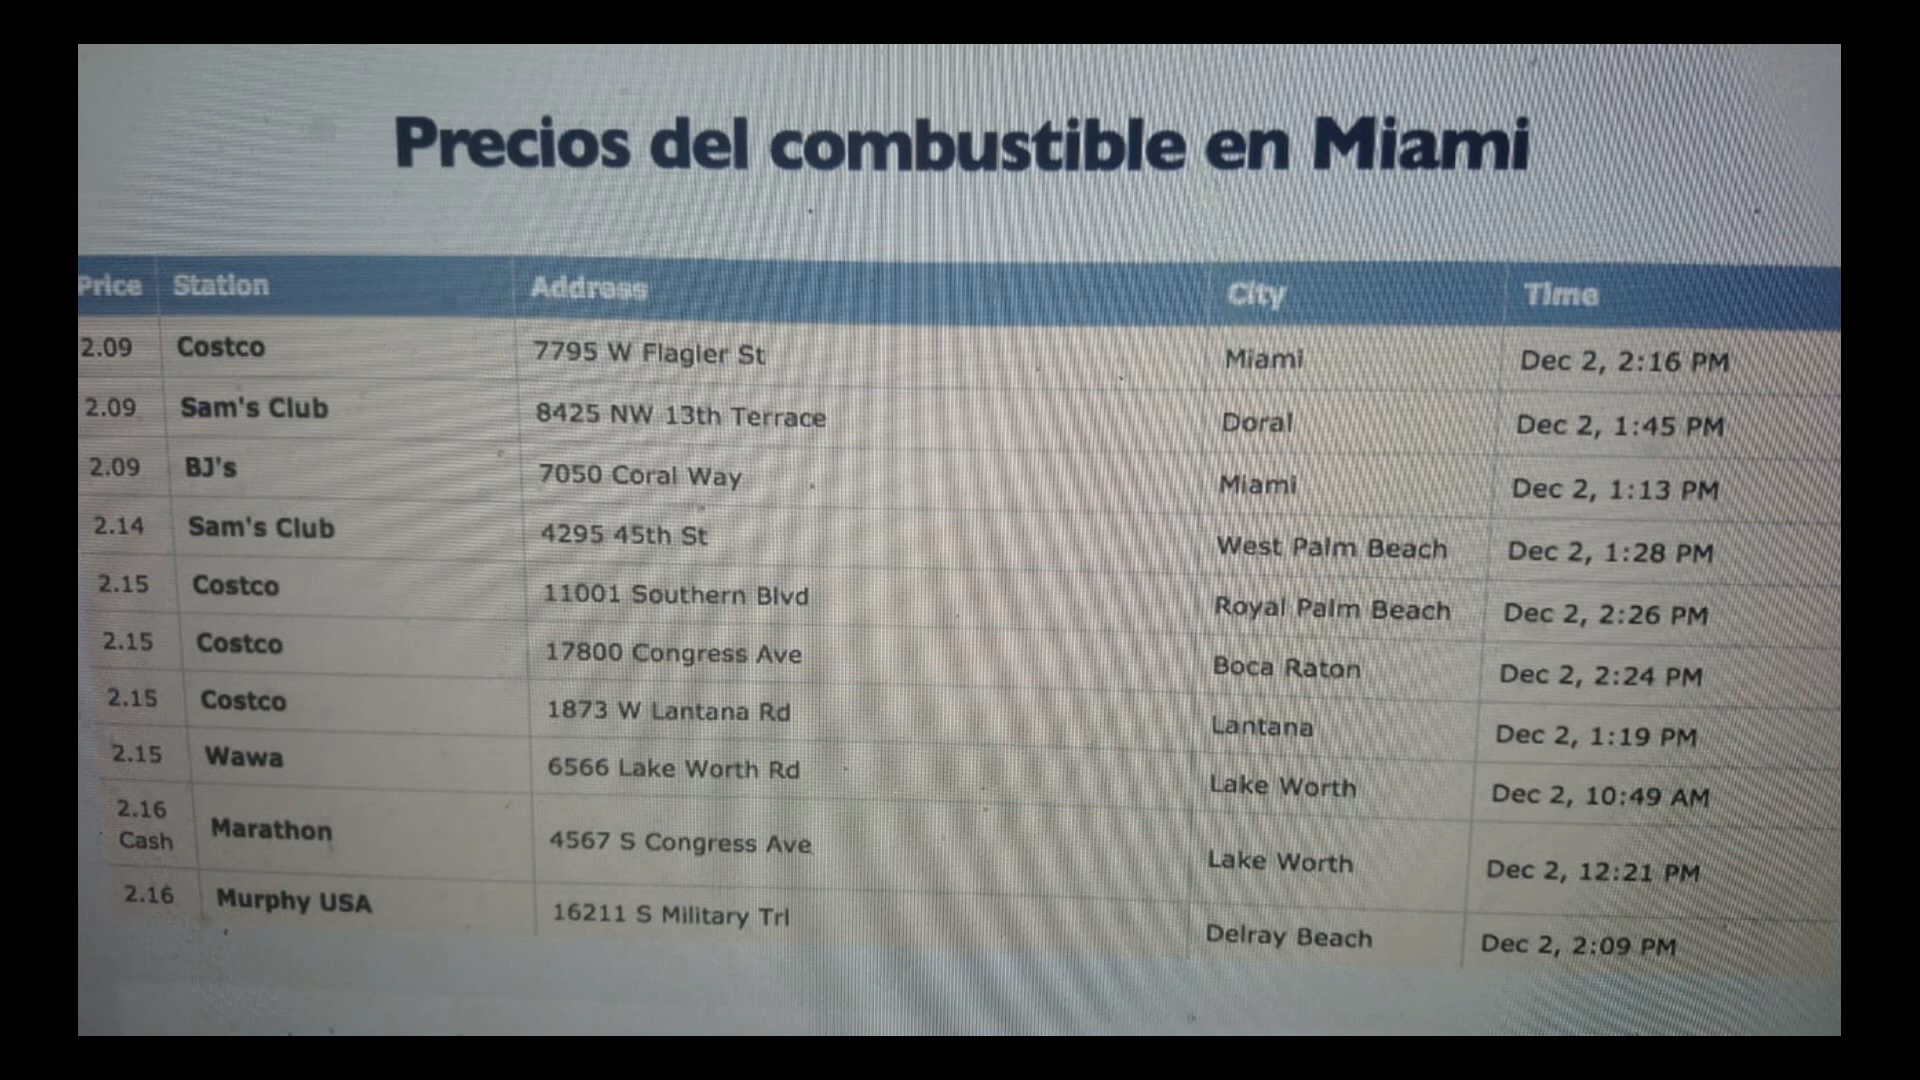 Precios del combustible en Miami
Price Station Address City Time
2.09 Costco 7795 W Flagler St Miami Dec 2, 2:16 PM
2.09 Sam's Club 8425 NW 13th Terrace Doral Dec 2, 1:45 PM
2.09 BJ's 7050 Coral Way Miami Dec 2, 1:13 PM
2.14 Sam's Club 4295 45th St West Palm Beach Dec 2, 1:28 PM
2.15 Costco 11001 Southern Blvd Royal Palm Beach Dec 2, 2:26 PM
2.15 Costco 17800 Congress Ave Boca Raton Dec 2, 2:24 PM
2.15 Costco 1873 W Lantana Rd Lantana Dec 2, 1:19 PM
2.15 Wawa 6566 Lake Worth Rd Lake Worth Dec 2, 10:49 AM
2.16 Cash Marathon 4567 S Congress Ave Lake Worth Dec 2, 12:21 PM
2.16 Murphy USA 16211 S Military Trl Delray Beach Dec 2, 2:09 PM